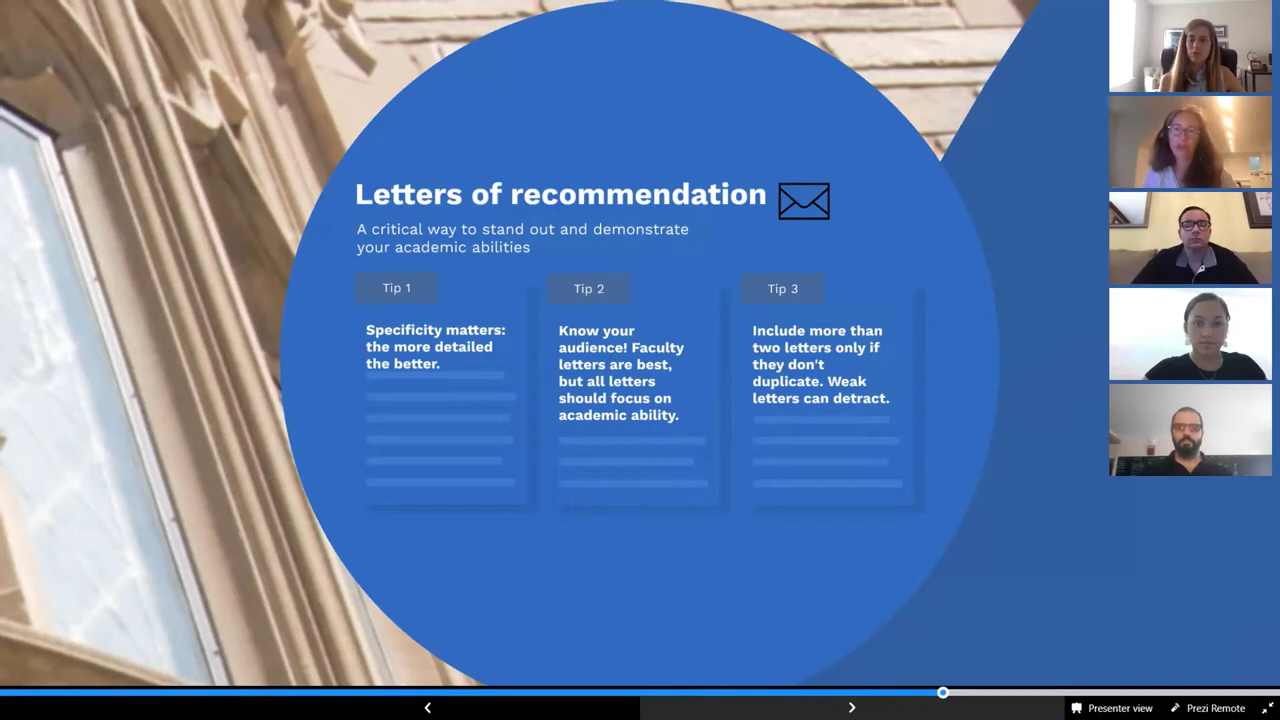 Letters of recommendation
A critical way to stand out and demonstrate
your academic abilities
Tip 1
Specificity matters:
the more detailed
the better.
Tip 2
Know your
audience! Faculty
letters are best,
but all letters
should focus on
academic ability.
Tip 3
Include more than
two letters only if
they don't
duplicate. Weak
letters can detract.
Presenter view
Prezi Remote